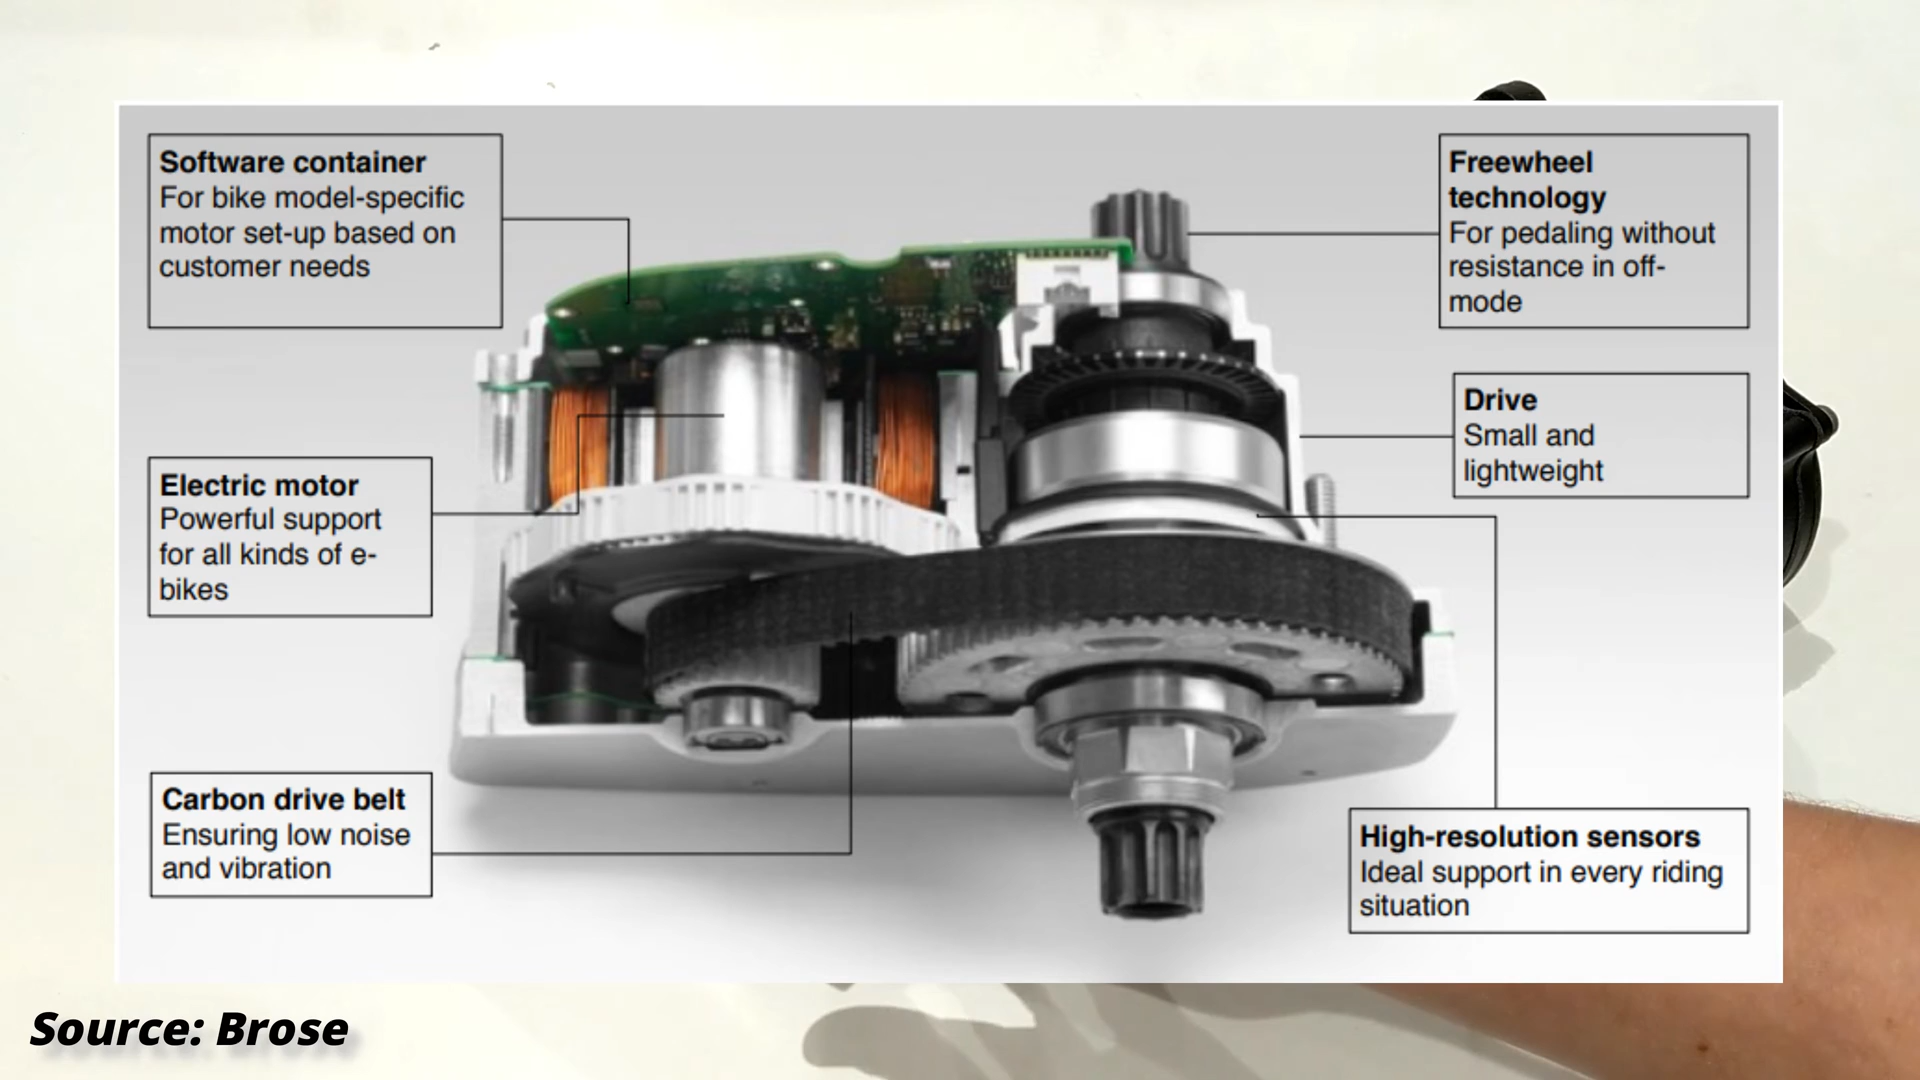 Software container
For bike model-specific
motor set-up based on
customer needs
Electric motor
Powerful support
for all kinds of e-
bikes
Carbon drive belt
Ensuring low noise
and vibration
Freewheel
technology
For pedaling without
resistance in off-
mode
Drive
Small and
lightweight
High-resolution sensors
Ideal support in every riding
situation
Source: Brose